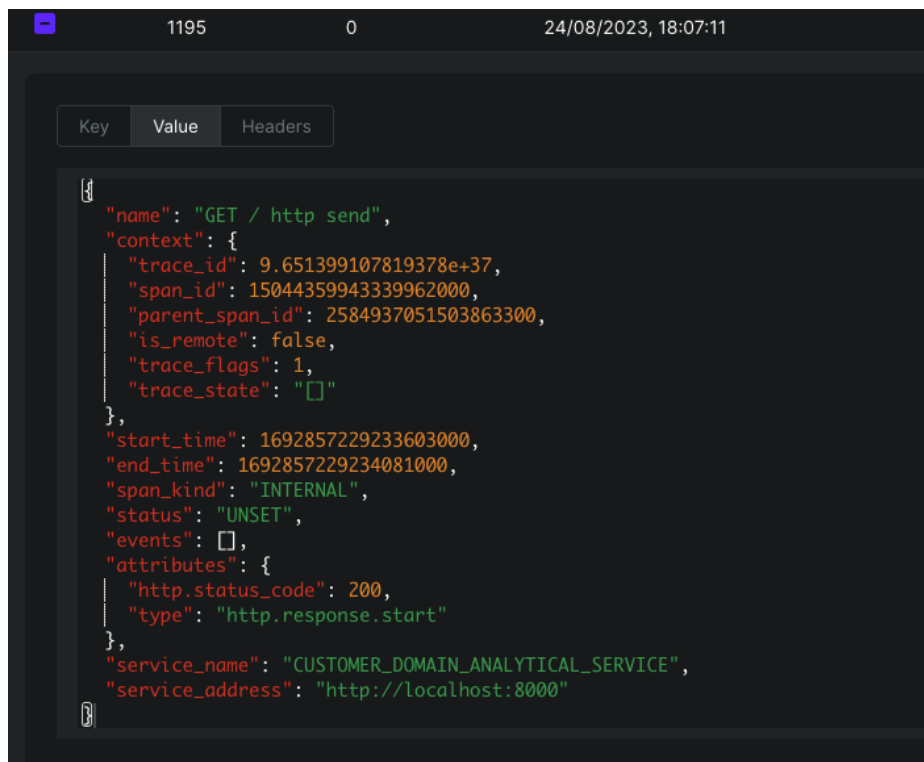 1195 0 24/08/2023, 18:07:11
Key Value Headers
{
"name": "GET / http send",
"context": {
"trace_id": 9.651399107819378e+37,
"span_id": 15044359943339962000,
"parent_span_id": 2584937051503863300,
"is_remote": false,
"trace_flags": 1,
"trace_state": "[]"
},
"start_time": 1692857229233603000,
"end_time": 1692857229234081000,
"span_kind": "INTERNAL",
"status": "UNSET",
"events": [],
"attributes": {
"http.status_code": 200,
"type": "http.response.start"
},
"service_name": "CUSTOMER_DOMAIN_ANALYTICAL_SERVICE",
"service_address": "http://localhost:8000"
}